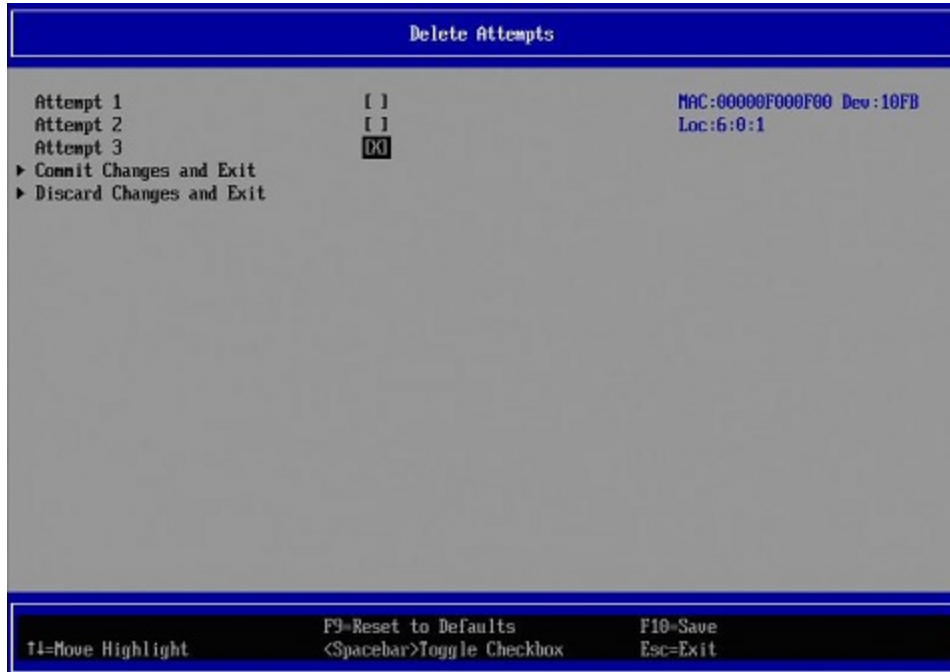 Delete Attempts
Attempt 1 [ ] MAC:00000F000F00 Dev:10FB
Attempt 2 [ ] Loc:6:0:1
Attempt 3 [X]
▶ Commit Changes and Exit
▶ Discard Changes and Exit
F9=Reset to Defaults F10=Save
↑↓=Move Highlight <Spacebar>Toggle Checkbox Esc=Exit